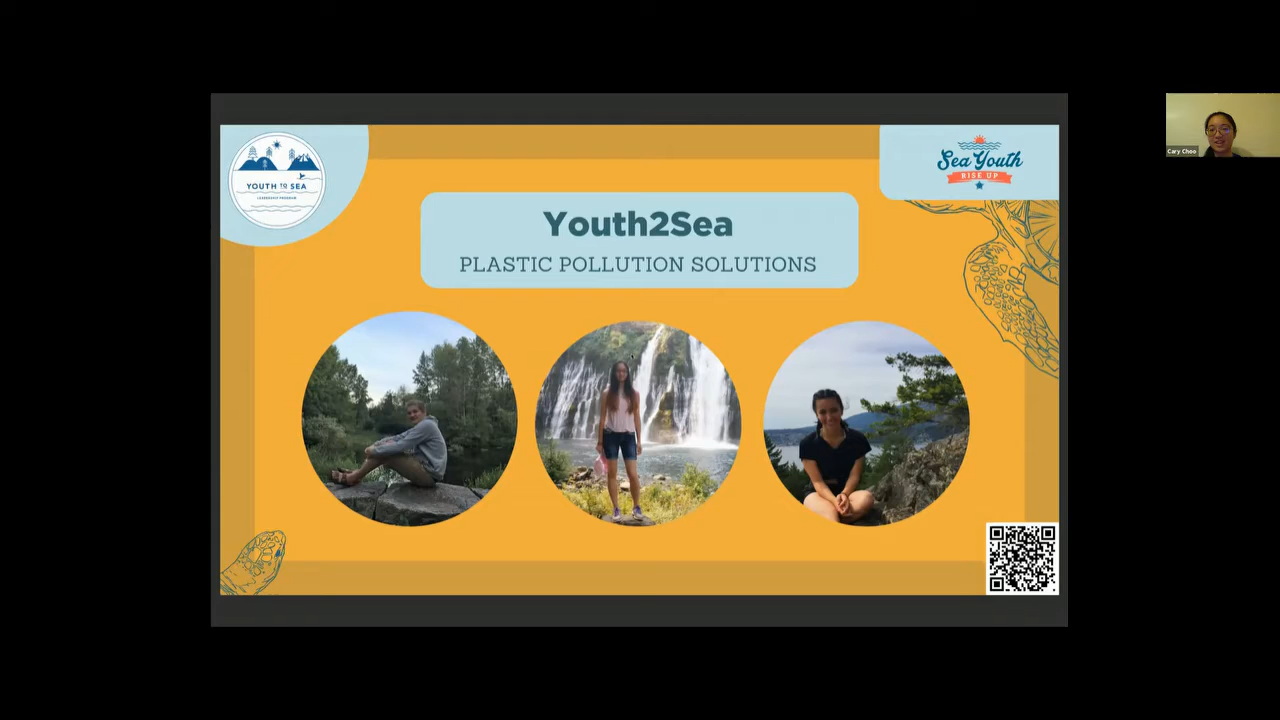 YOUTH TO SEA
LEADERSHIP PROGRAM
Sea Youth
RISE UP
Youth2Sea
PLASTIC POLLUTION SOLUTIONS
Cary Choo